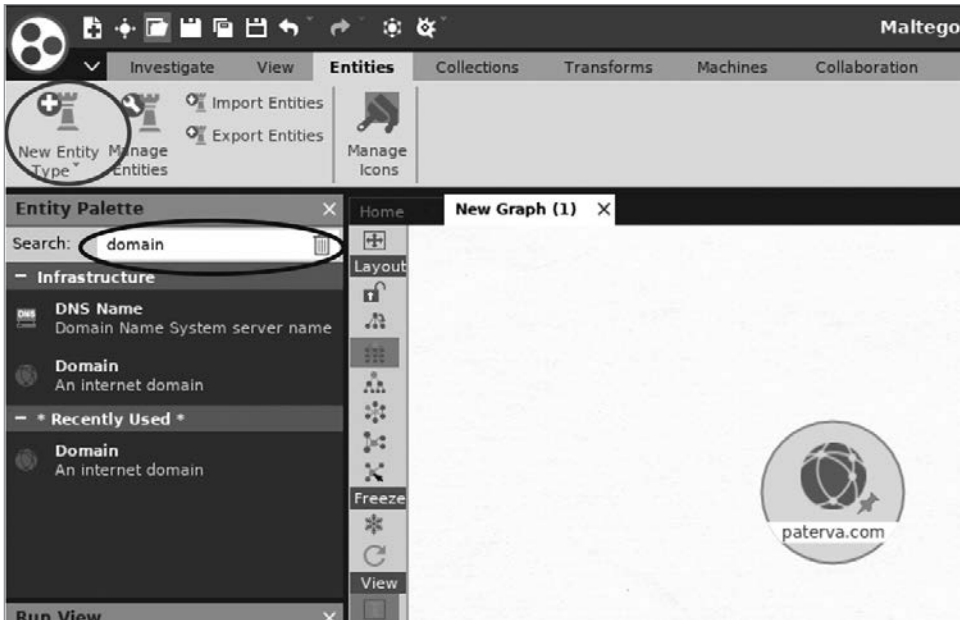 Maltego
Investigate View Entities Collections Transforms Machines Collaboration
New Entity Type
Manage Entities
Import Entities
Export Entities
Manage Icons
Entity Palette
Home New Graph (1)
Search: domain
Layout
Infrastructure
DNS
DNS Name
Domain Name System server name
Domain
An internet domain
* Recently Used *
Domain
An internet domain
Freeze
View
paterva.com
Run View